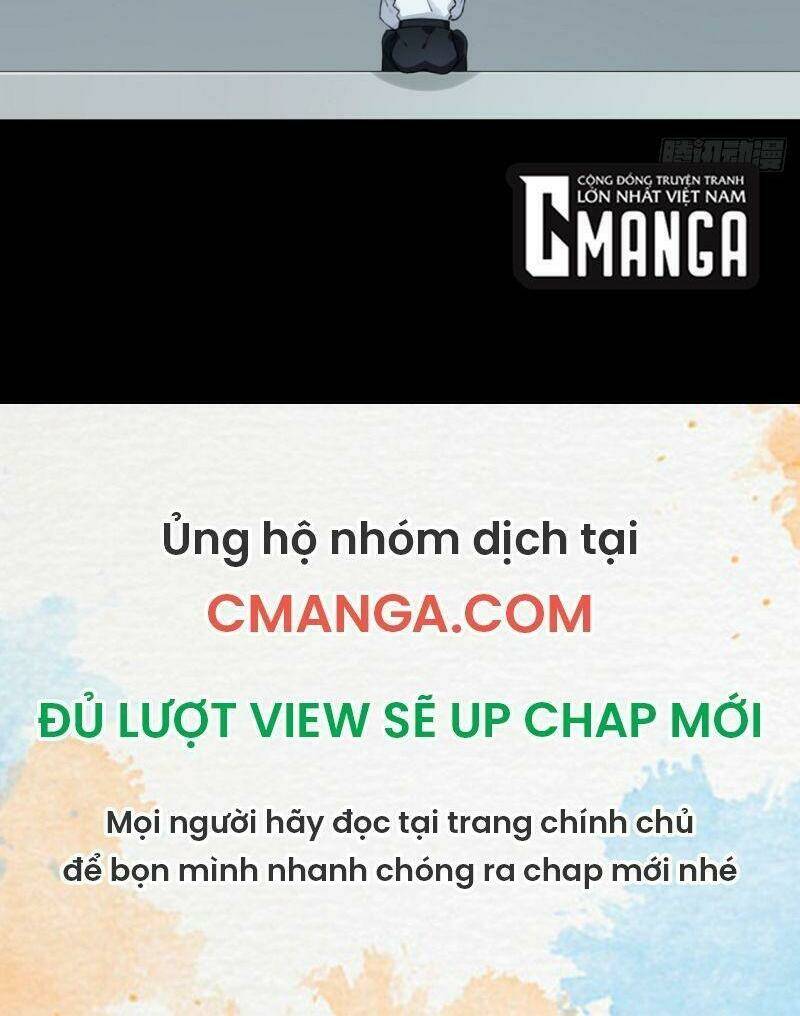 腾讯动漫
CỘNG ĐỒNG TRUYỆN TRANH
LỚN NHẤT VIỆT NAM
CMANGA
Ủng hộ nhóm dịch tại
CMANGA.COM
ĐỦ LƯỢT VIEW SẼ UP CHAP MỚI
Mọi người hãy đọc tại trang chính chủ
để bọn mình nhanh chóng ra chap mới nhé